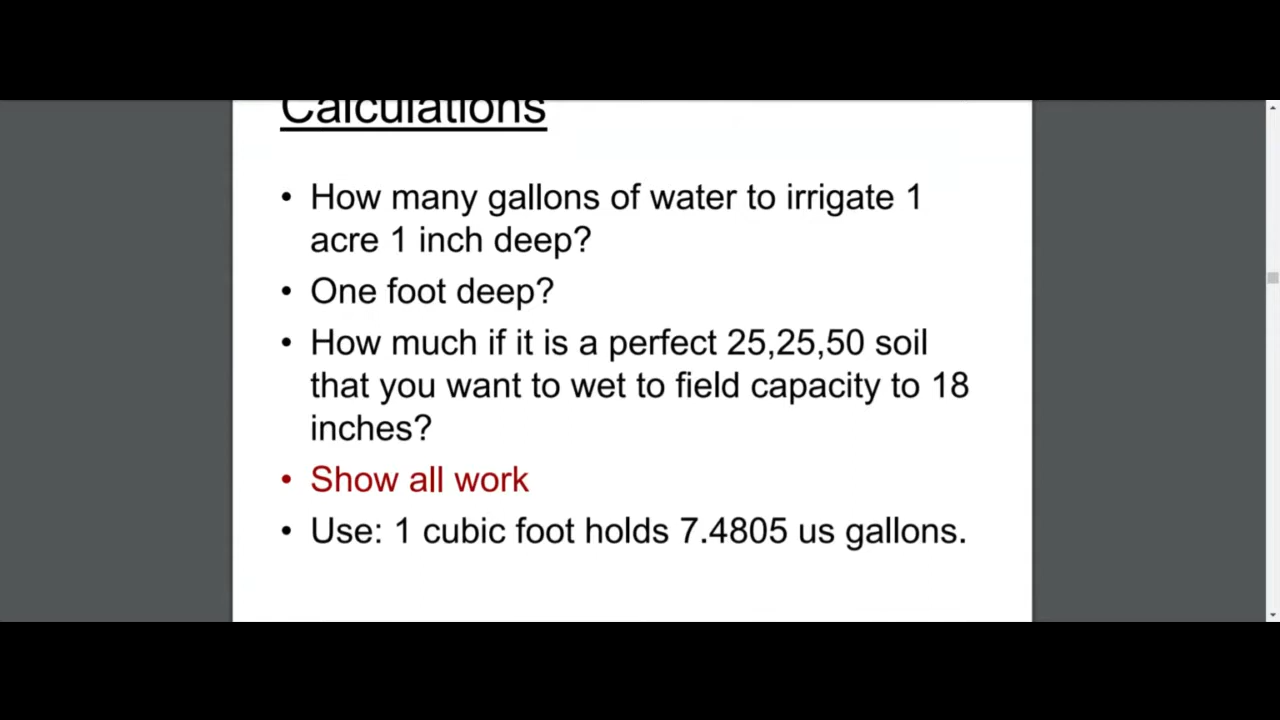 Calculations
• How many gallons of water to irrigate 1
acre 1 inch deep?
• One foot deep?
• How much if it is a perfect 25,25,50 soil
that you want to wet to field capacity to 18
inches?
• Show all work
• Use: 1 cubic foot holds 7.4805 us gallons.